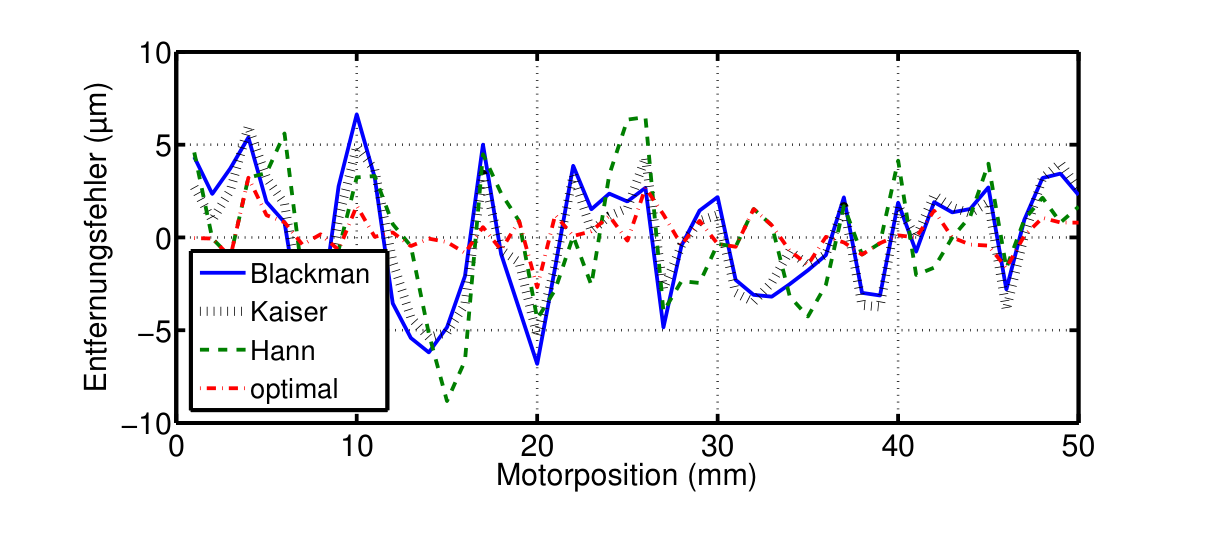 10
5
0
−5
−10
Entfernungsfehler (µm)
Blackman
Kaiser
Hann
optimal
0 10 20 30 40 50
Motorposition (mm)